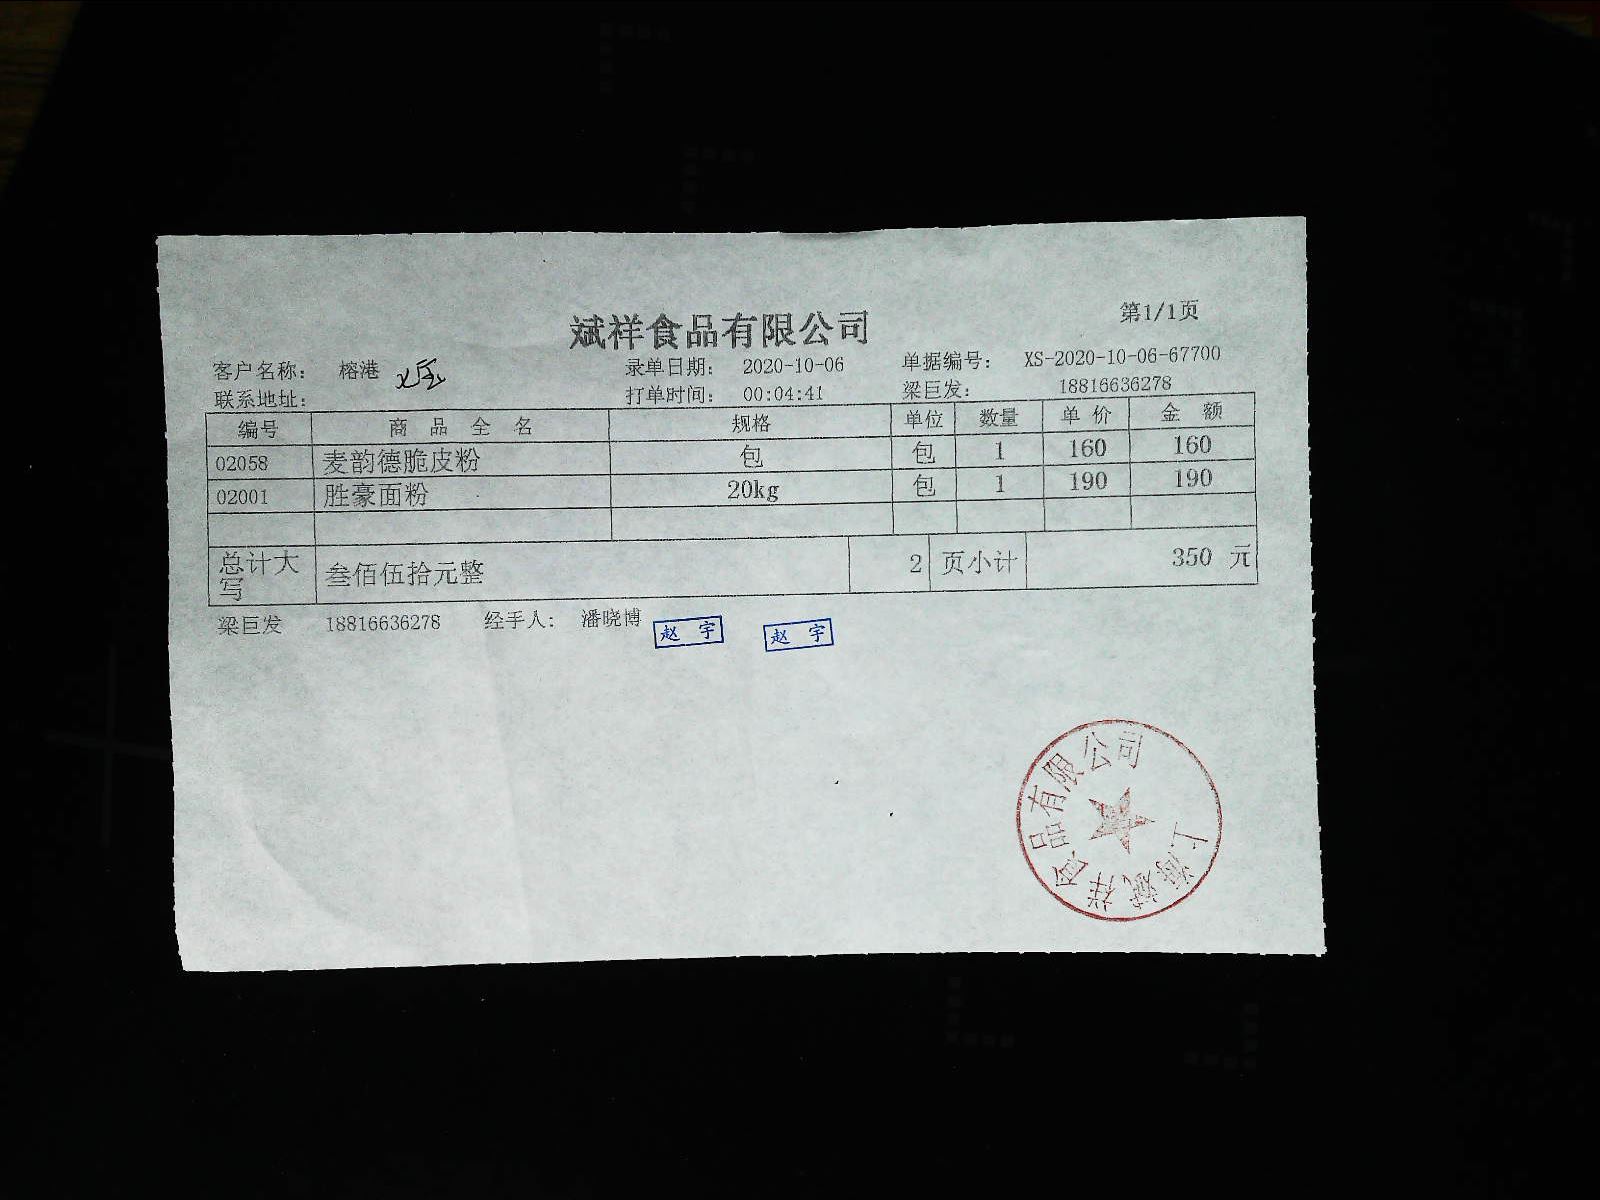 第1/1页
斌祥食品有限公司
客户名称: 榕港 录单日期: 2020-10-06 单据编号: XS-2020-10-06-67700
联系地址: 打单时间: 00:04:41 梁巨发: 18816636278
编号 商品全名 规格 单位 数量 单价 金额
02058 麦韵德脆皮粉 包 包 1 160 160
02001 胜豪面粉 20kg 包 1 190 190
总计大写 叁佰伍拾元整 2 页小计 350 元
梁巨发 18816636278 经手人: 潘晓博 赵宇 赵宇
上海斌祥食品有限公司